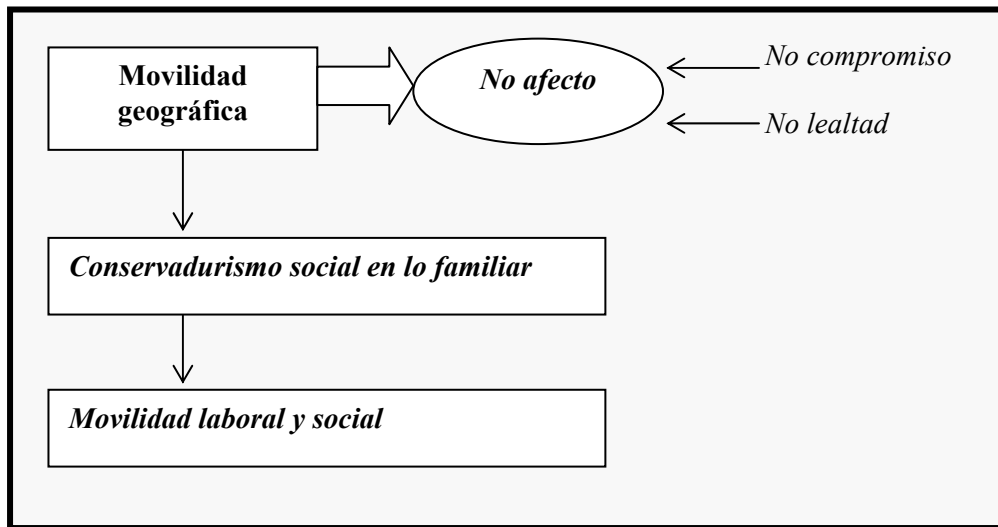 Movilidad
geográfica
No afecto
No compromiso
No lealtad
Conservadurismo social en lo familiar
Movilidad laboral y social